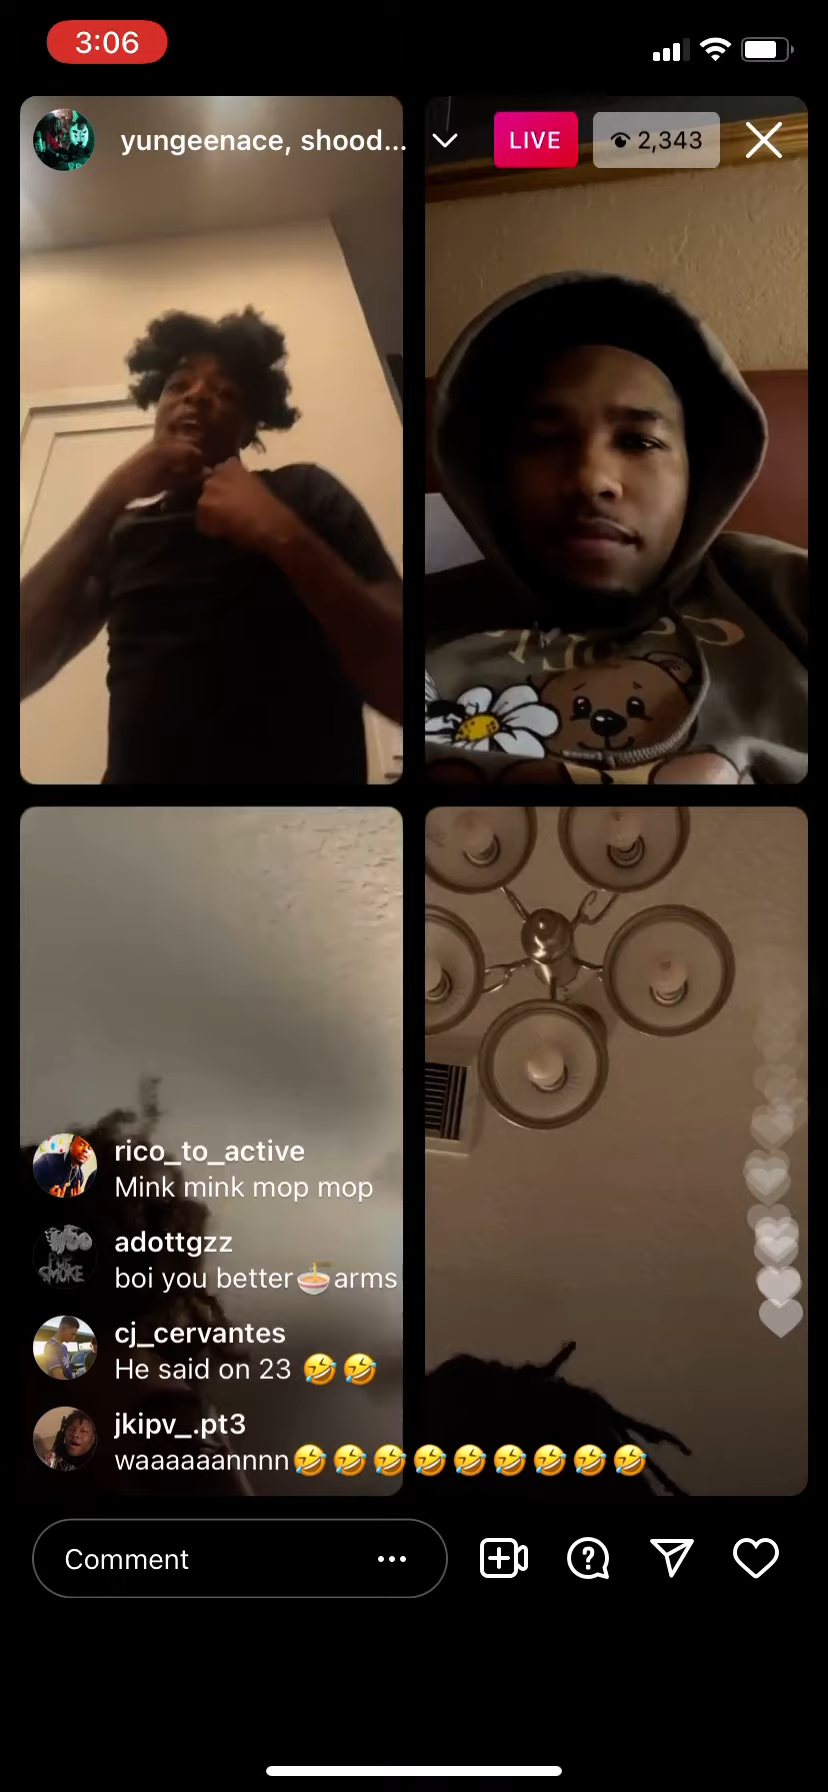 3:06
yungeenace, shood...
LIVE
2,343
rico_to_active
Mink mink mop mop
adottgzz
boi you better🍜arms
cj_cervantes
He said on 23 🤣🤣
jkipv_.pt3
waaaaaannnn🤣🤣🤣🤣🤣🤣🤣🤣🤣
Comment